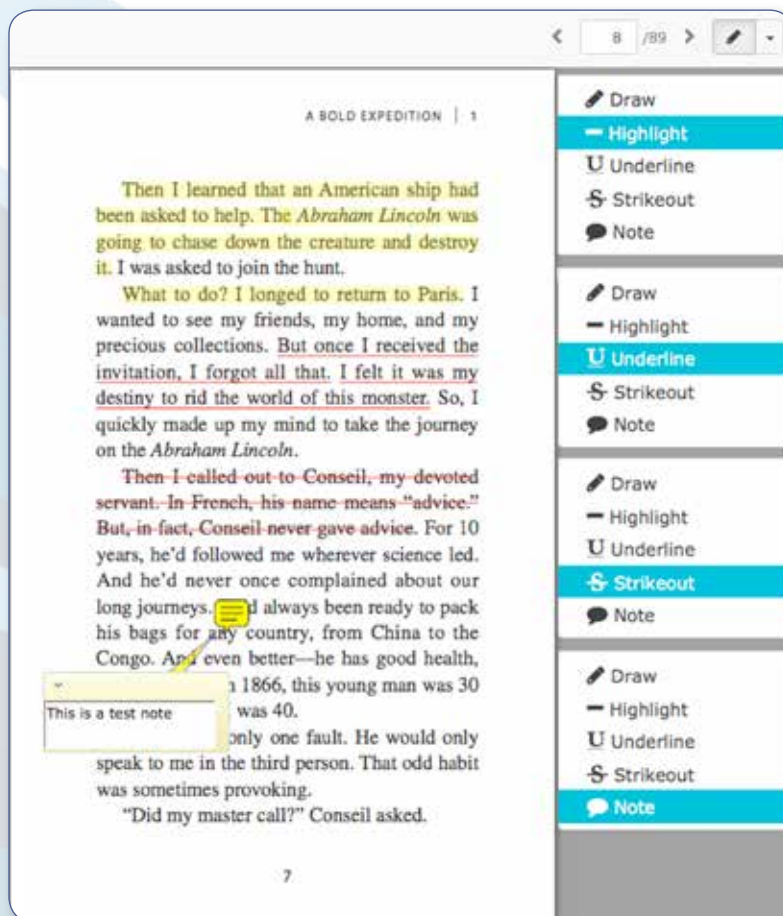 8 /89
A BOLD EXPEDITION | 1
Then I learned that an American ship had
been asked to help. The Abraham Lincoln was
going to chase down the creature and destroy
it. I was asked to join the hunt.
What to do? I longed to return to Paris. I
wanted to see my friends, my home, and my
precious collections. But once I received the
invitation, I forgot all that. I felt it was my
destiny to rid the world of this monster. So, I
quickly made up my mind to take the journey
on the Abraham Lincoln.
Then I called out to Conseil, my devoted
servant. In French, his name means “advice.”
But, in fact, Conseil never gave advice. For 10
years, he’d followed me wherever science led.
And he’d never once complained about our
long journeys. d always been ready to pack
his bags for any country, from China to the
Congo. And even better—he has good health,
1866, this young man was 30
was 40.
only one fault. He would only
speak to me in the third person. That odd habit
was sometimes provoking.
“Did my master call?” Conseil asked.
7
This is a test note
Draw
Highlight
U Underline
S Strikeout
Note
Draw
Highlight
U Underline
S Strikeout
Note
Draw
Highlight
U Underline
S Strikeout
Note
Draw
Highlight
U Underline
S Strikeout
Note